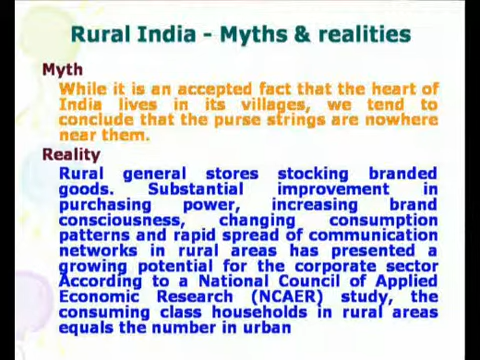 Rural India - Myths & realities
Myth
While it is an accepted fact that the heart of
India lives in its villages, we tend to
conclude that the purse strings are nowhere
near them.
Reality
Rural general stores stocking branded
goods. Substantial improvement in
purchasing power, increasing brand
consciousness, changing consumption
patterns and rapid spread of communication
networks in rural areas has presented a
growing potential for the corporate sector
According to a National Council of Applied
Economic Research (NCAER) study, the
consuming class households in rural areas
equals the number in urban